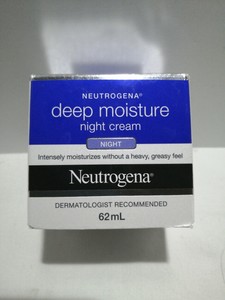 NEUTROGENA®
deep moisture
night cream
NIGHT
Intensely moisturizes without a heavy, greasy feel
Neutrogena®
DERMATOLOGIST RECOMMENDED
62mL